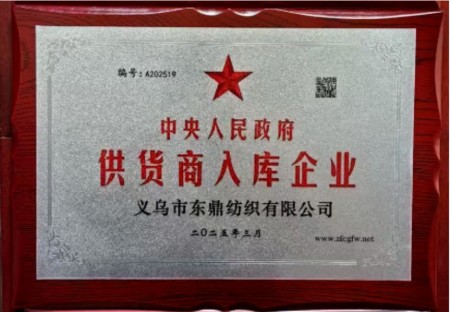 编号：A202519
中央人民政府
供货商入库企业
义乌市东鼎纺织有限公司
二〇二五年三月
www.zfcgfw.net